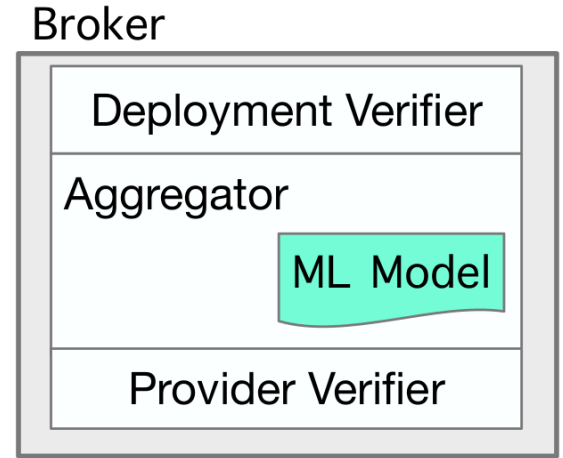 Broker
Deployment Verifier
Aggregator
ML Model
Provider Verifier